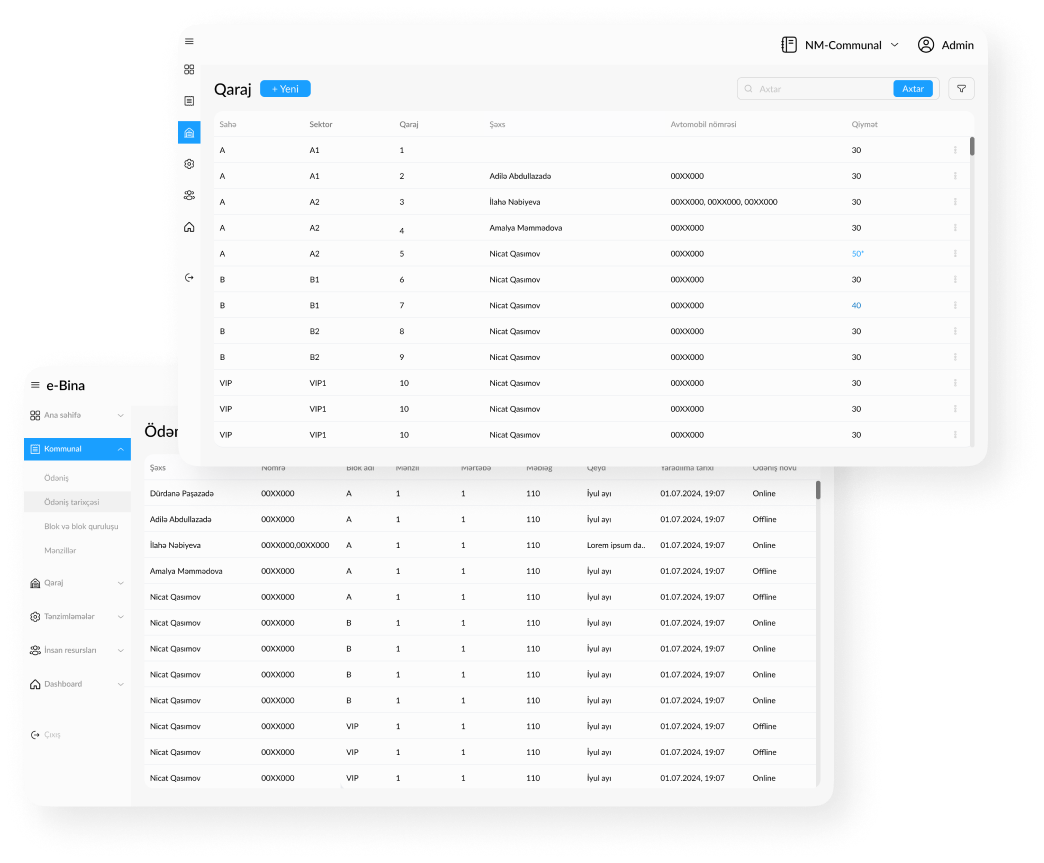 NM-Communal Admin
Qaraj + Yeni Axtar Axtar
Sahə Sektor Qaraj Şəxs Avtomobil nömrəsi Qiymət
A A1 1 30
A A1 2 Adilə Abdullazadə 00XX000 30
A A2 3 İlahə Nəbiyeva 00XX000, 00XX000, 00XX000 30
A A2 4 Amalya Məmmədova 00XX000 30
A A2 5 Nicat Qasımov 00XX000 50*
B B1 6 Nicat Qasımov 00XX000 30
B B1 7 Nicat Qasımov 00XX000 40
B B2 8 Nicat Qasımov 00XX000 30
B B2 9 Nicat Qasımov 00XX000 30
VIP VIP1 10 Nicat Qasımov 00XX000 30
VIP VIP1 10 Nicat Qasımov 00XX000 30
VIP VIP1 10 Nicat Qasımov 00XX000 30
e-Bina
Ana səhifə
Kommunal
Ödəniş
Ödəniş tarixçəsi
Blok və blok quruluşu
Mənzillər
Qaraj
Tənzimləmələr
İnsan resursları
Dashboard
Çıxış
Şəxs Nömrə Blok adı Mənzil Mərtəbə Məbləğ Qeyd Yaradılma tarixi Ödəniş növü
Dürdanə Paşazadə 00XX000 A 1 1 110 İyul ayı 01.07.2024, 19:07 Online
Adilə Abdullazadə 00XX000 A 1 1 110 İyul ayı 01.07.2024, 19:07 Offline
İlahə Nəbiyeva 00XX000,00XX000 A 1 1 110 Lorem ipsum da.. 01.07.2024, 19:07 Online
Amalya Məmmədova 00XX000 A 1 1 110 İyul ayı 01.07.2024, 19:07 Offline
Nicat Qasımov 00XX000 A 1 1 110 İyul ayı 01.07.2024, 19:07 Offline
Nicat Qasımov 00XX000 B 1 1 110 İyul ayı 01.07.2024, 19:07 Online
Nicat Qasımov 00XX000 B 1 1 110 İyul ayı 01.07.2024, 19:07 Online
Nicat Qasımov 00XX000 B 1 1 110 İyul ayı 01.07.2024, 19:07 Online
Nicat Qasımov 00XX000 B 1 1 110 İyul ayı 01.07.2024, 19:07 Online
Nicat Qasımov 00XX000 VIP 1 1 110 İyul ayı 01.07.2024, 19:07 Offline
Nicat Qasımov 00XX000 VIP 1 1 110 İyul ayı 01.07.2024, 19:07 Offline
Nicat Qasımov 00XX000 VIP 1 1 110 İyul ayı 01.07.2024, 19:07 Online